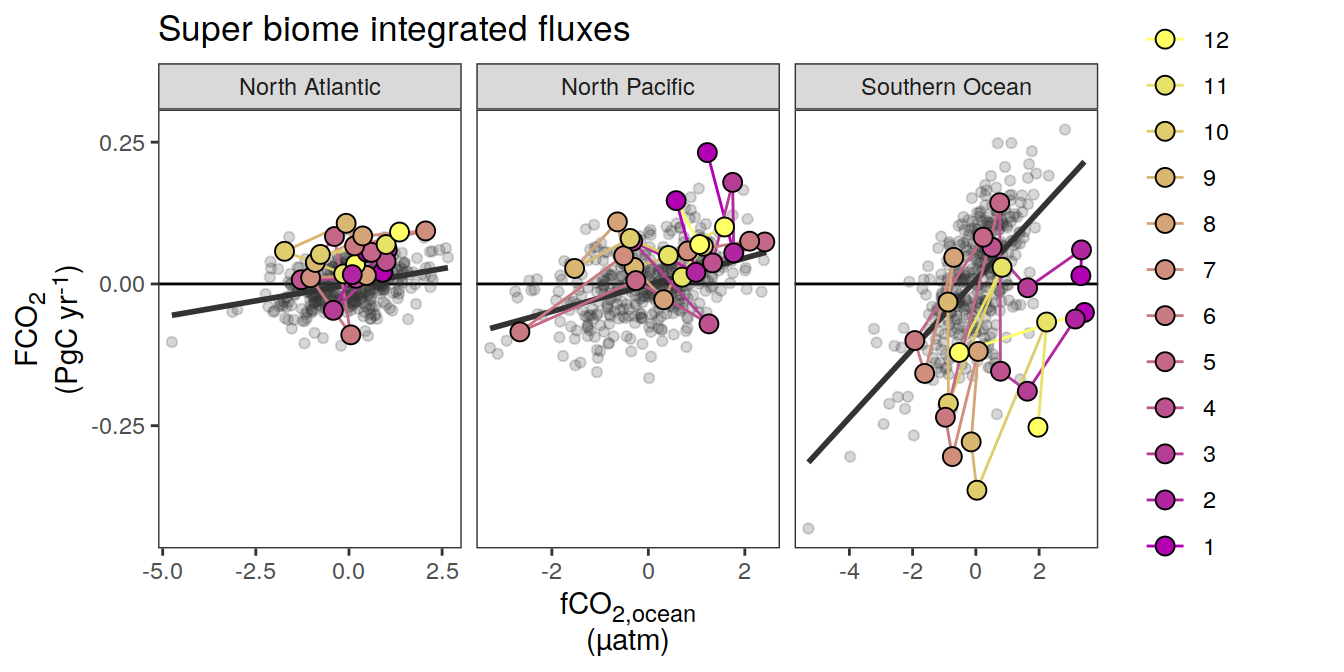 Super biome integrated fluxes
North Atlantic
North Pacific
Southern Ocean
FCO₂
(PgC yr⁻¹)
0.25
0.00
-0.25
-5.0 -2.5 0.0 2.5
-2 0 2
-4 -2 0 2
fCO₂,ocean
(μatm)
12
11
10
9
8
7
6
5
4
3
2
1